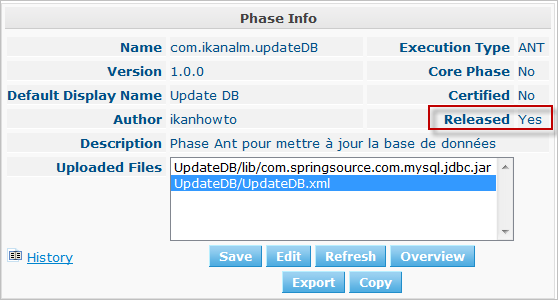 Phase Info
Name com.ikanalm.updateDB Execution Type ANT
Version 1.0.0 Core Phase No
Default Display Name Update DB Certified No
Author ikanhowto Released Yes
Description Phase Ant pour mettre à jour la base de données
Uploaded Files UpdateDB/lib/com.springsource.com.mysql.jdbc.jar
UpdateDB/UpdateDB.xml
History Save Edit Refresh Overview
Export Copy